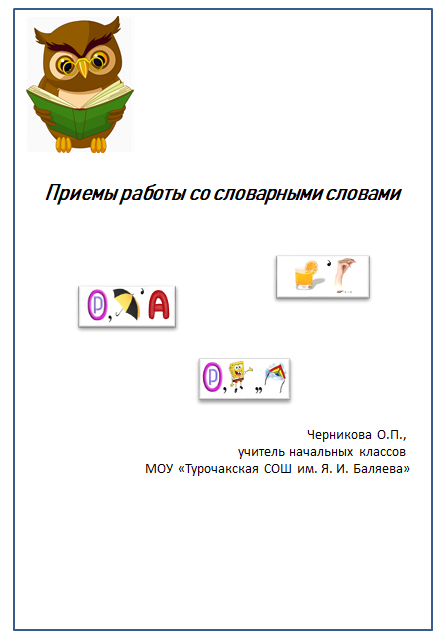 Приемы работы со словарными словами
’
Р , ’ А
Р , , ,,
Черникова О.П.,
учитель начальных классов
МОУ «Турочакская СОШ им. Я. И. Баляева»